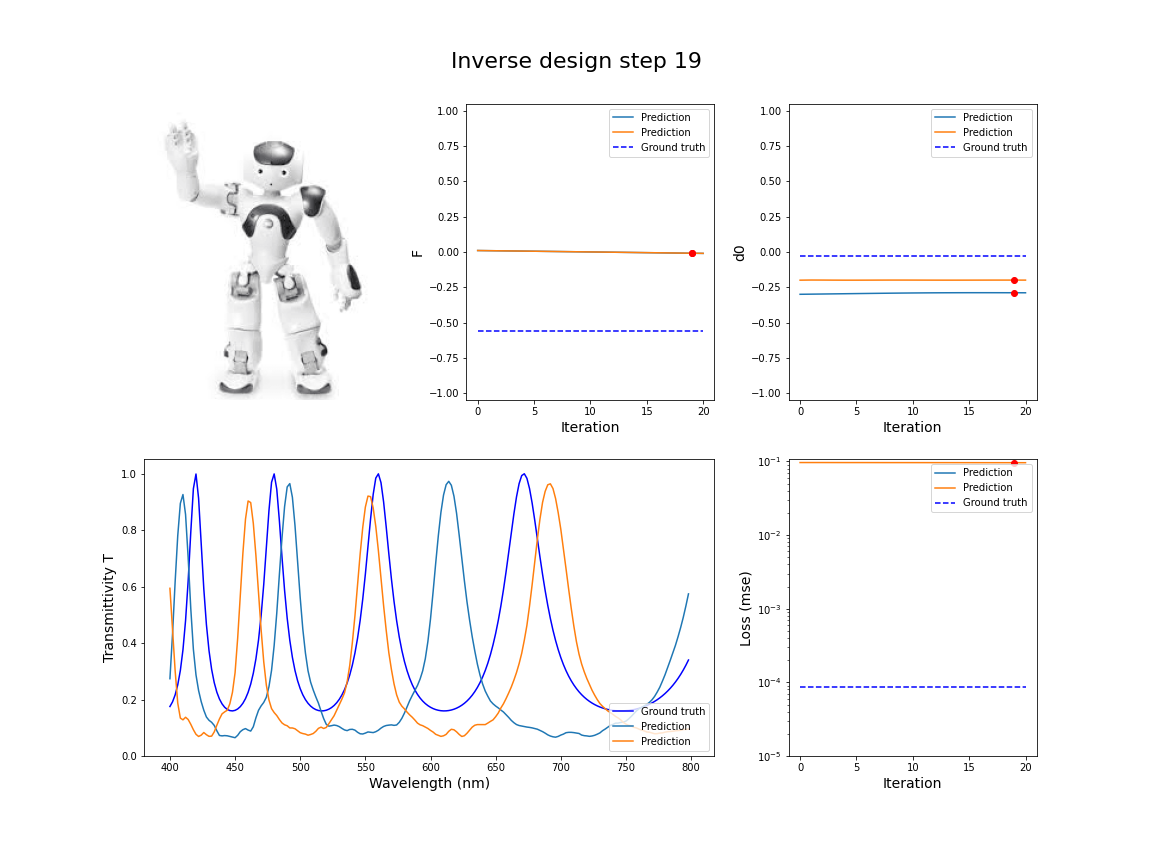 Inverse design step 19
1.00
0.75
0.50
0.25
0.00
−0.25
−0.50
−0.75
−1.00
F
0
5
10
15
20
Iteration
Prediction
Prediction
Ground truth
1.00
0.75
0.50
0.25
0.00
−0.25
−0.50
−0.75
−1.00
d0
0
5
10
15
20
Iteration
Prediction
Prediction
Ground truth
1.0
0.8
0.6
0.4
0.2
0.0
Transmittivity T
400
450
500
550
600
650
700
750
800
Wavelength (nm)
Ground truth
Prediction
Prediction
10⁻¹
10⁻²
10⁻³
10⁻⁴
10⁻⁵
Loss (mse)
0
5
10
15
20
Iteration
Prediction
Prediction
Ground truth